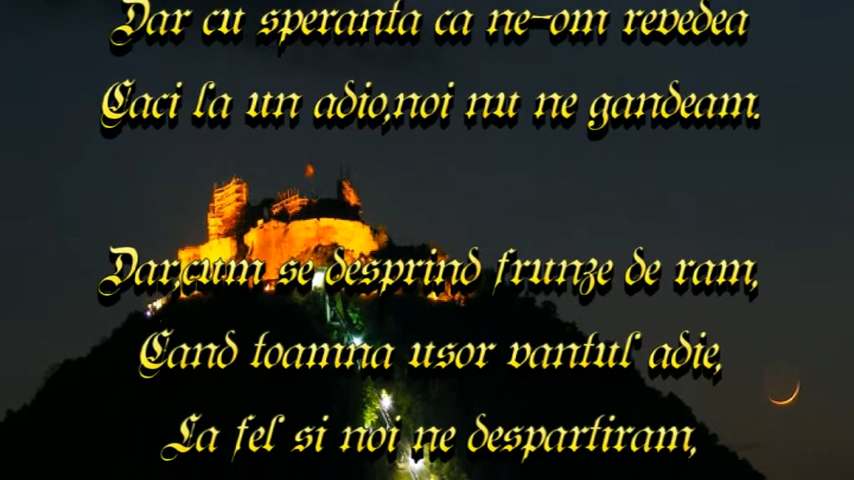 Dar cu speranta ca ne-om revedea
Caci la un adio,noi nu ne gandeam.
Dar,cum se desprind frunze de ram,
Cand toamna usor vantul adie,
La fel si noi ne despartiram,